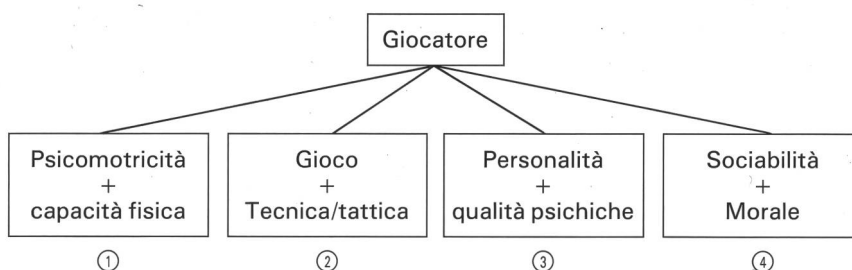 Giocatore
Psicomotricità
+
capacità fisica
①
Gioco
+
Tecnica/tattica
②
Personalità
+
qualità psichiche
③
Sociabilità
+
Morale
④